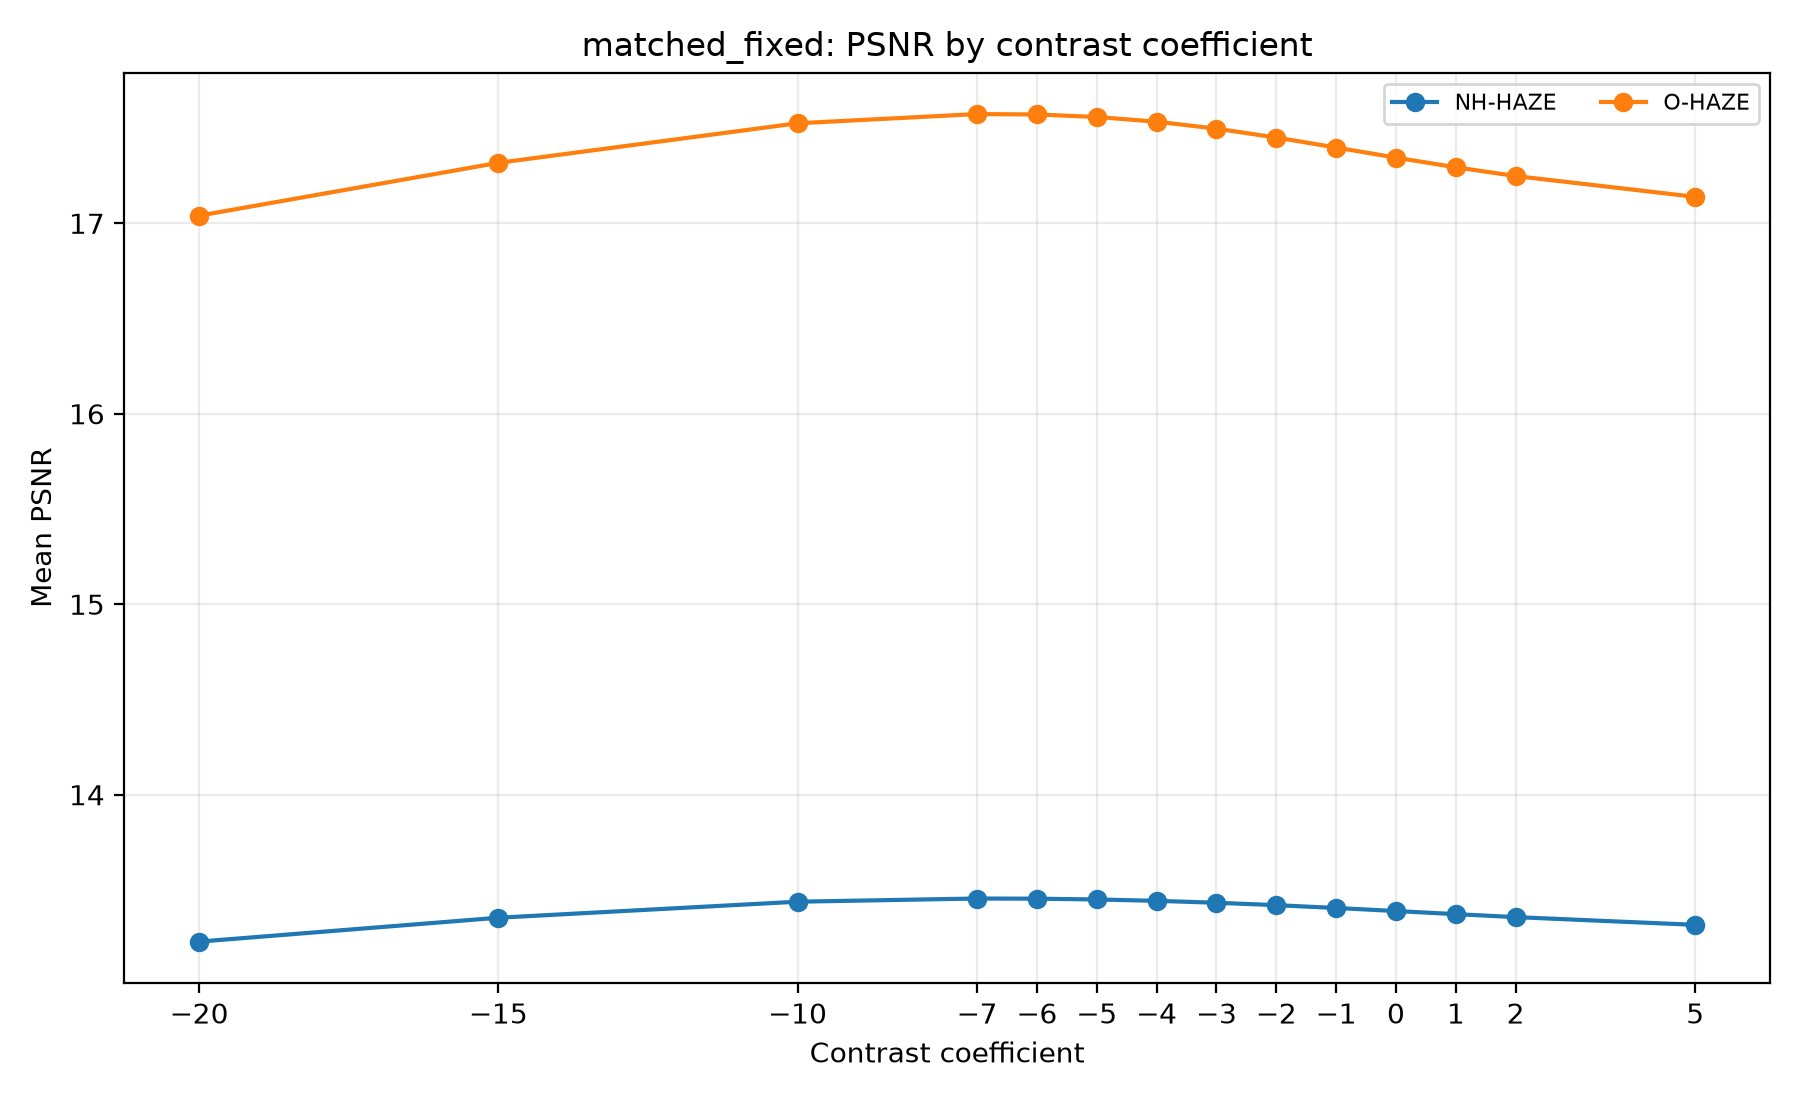 matched_fixed: PSNR by contrast coefficient
NH-HAZE O-HAZE
17
16
15
14
Mean PSNR
−20 −15 −10 −7 −6 −5 −4 −3 −2 −1 0 1 2 5
Contrast coefficient